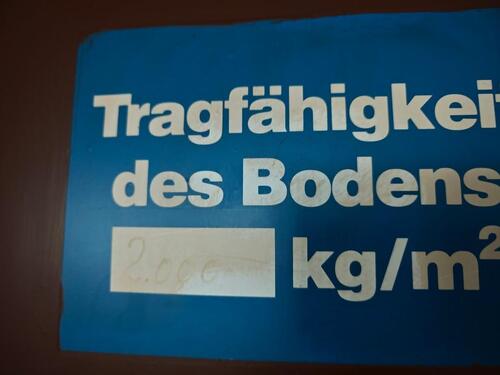 Tragfähigkeit
des Bodens
2.000 kg/m²